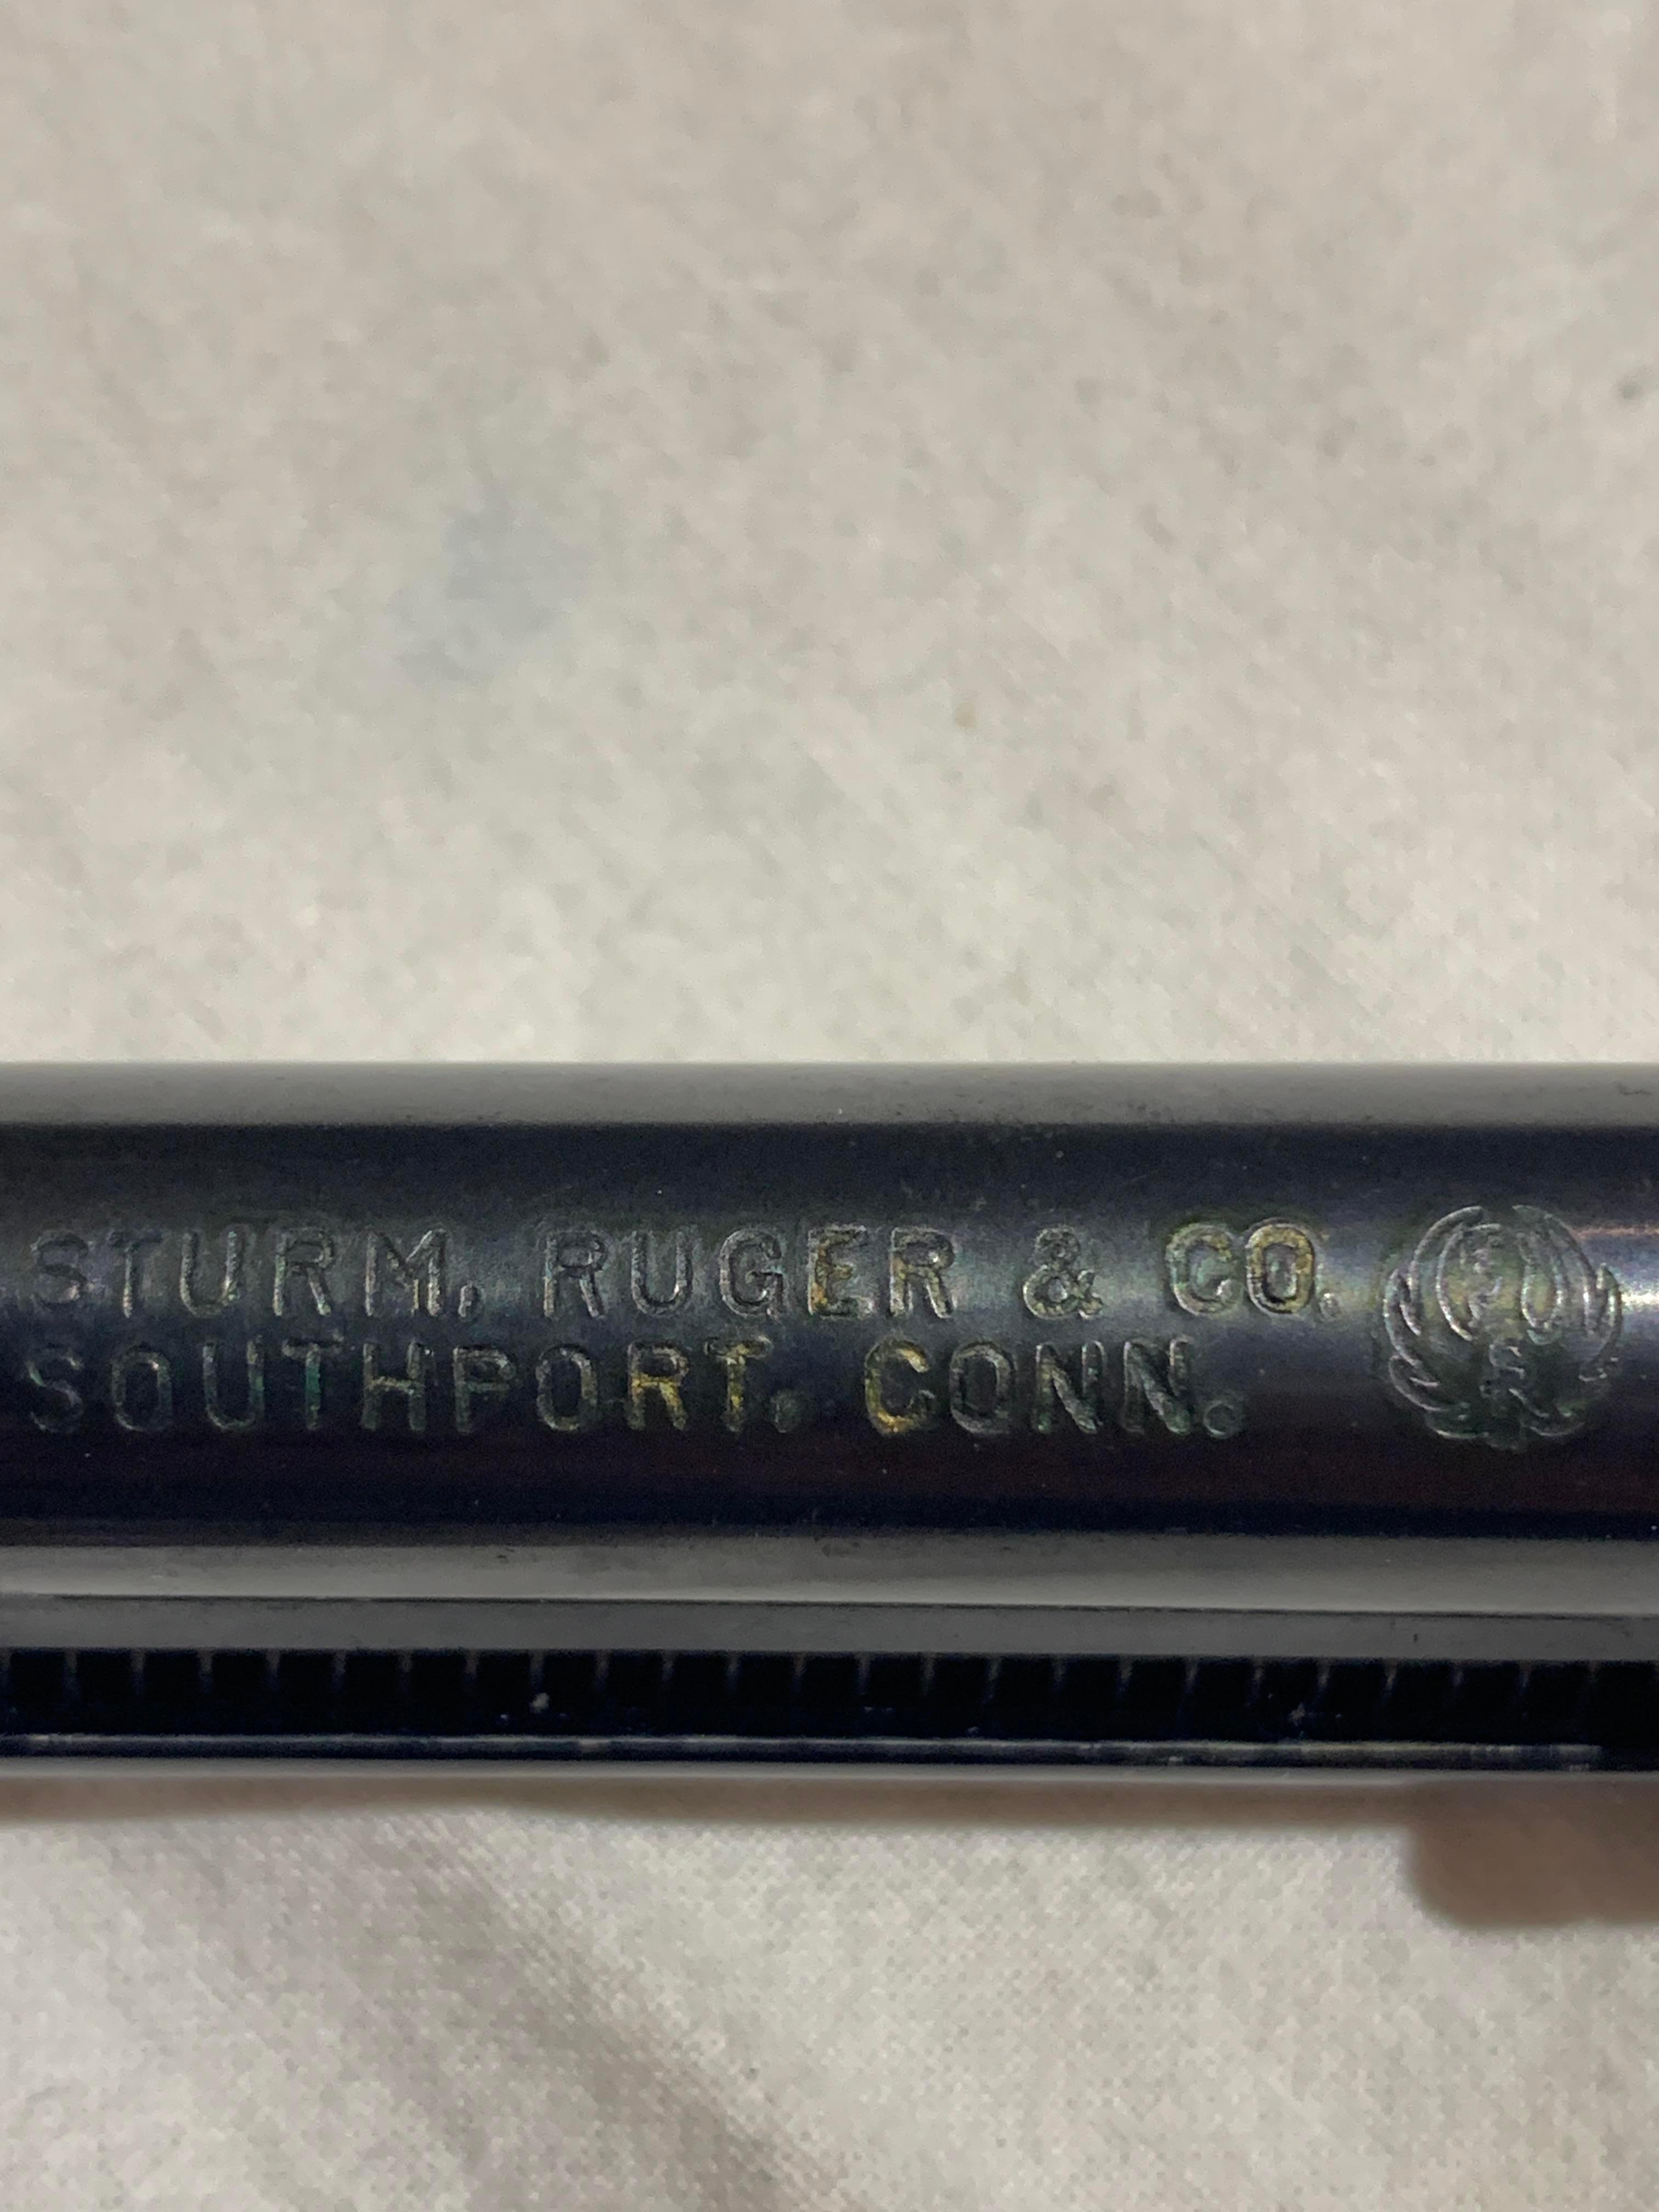 STURM, RUGER & CO.
SOUTHPORT, CONN.